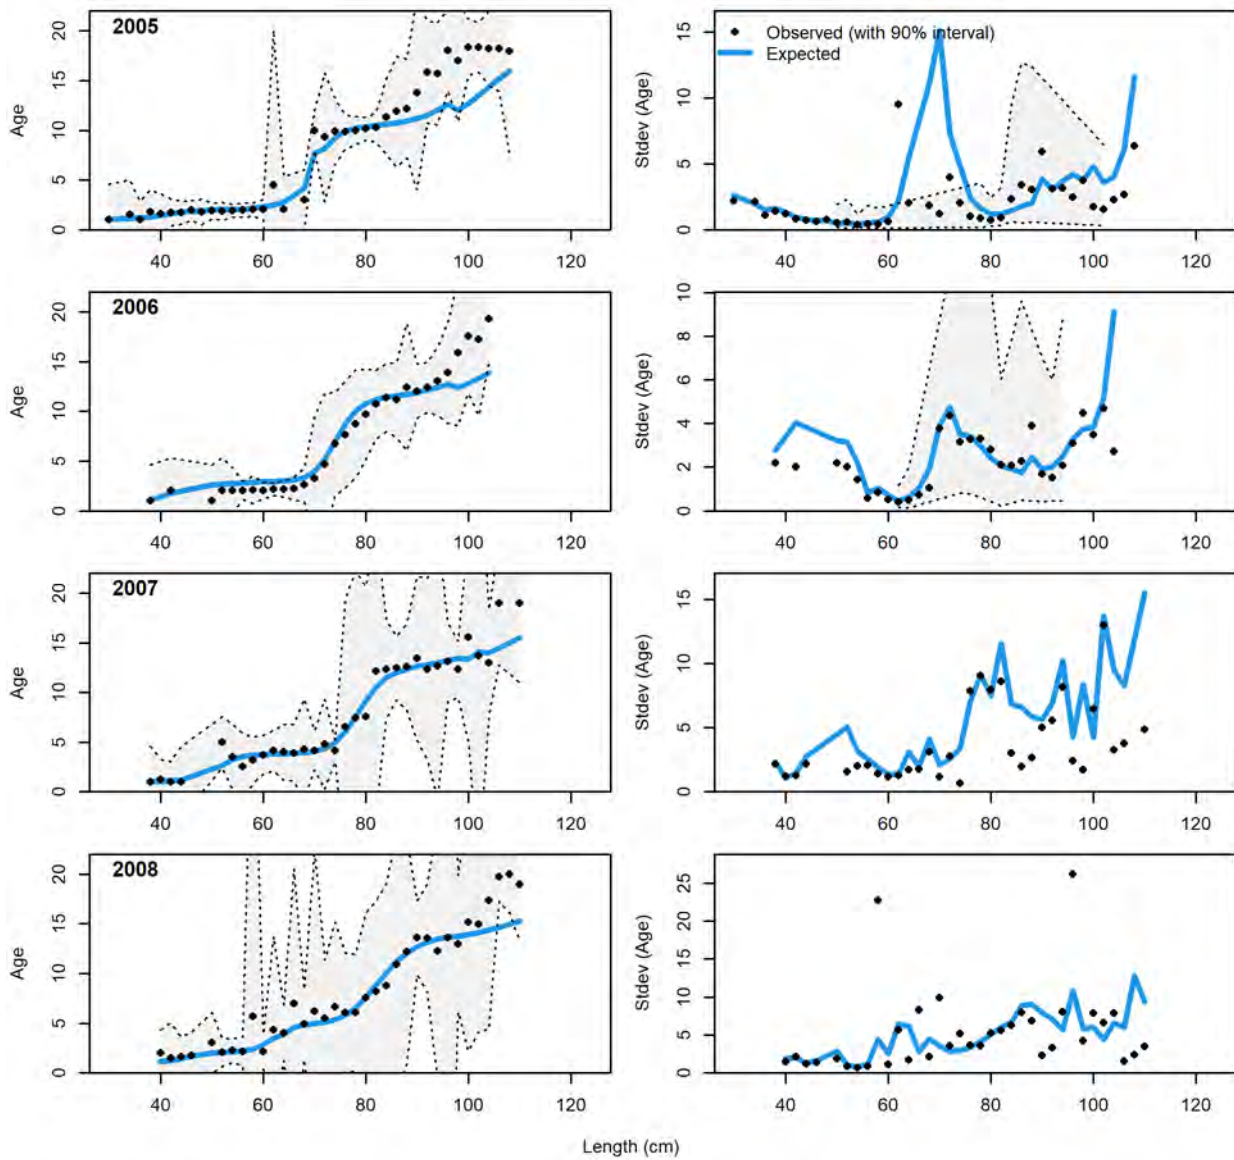 2005
Age
0 5 10 15 20
40 60 80 100 120
Observed (with 90% interval)
Expected
Stdev (Age)
0 5 10 15
40 60 80 100 120
2006
Age
0 5 10 15 20
40 60 80 100 120
Stdev (Age)
0 2 4 6 8 10
40 60 80 100 120
2007
Age
0 5 10 15 20
40 60 80 100 120
Stdev (Age)
0 5 10 15
40 60 80 100 120
2008
Age
0 5 10 15 20
40 60 80 100 120
Stdev (Age)
0 5 10 15 20 25
40 60 80 100 120
Length (cm)